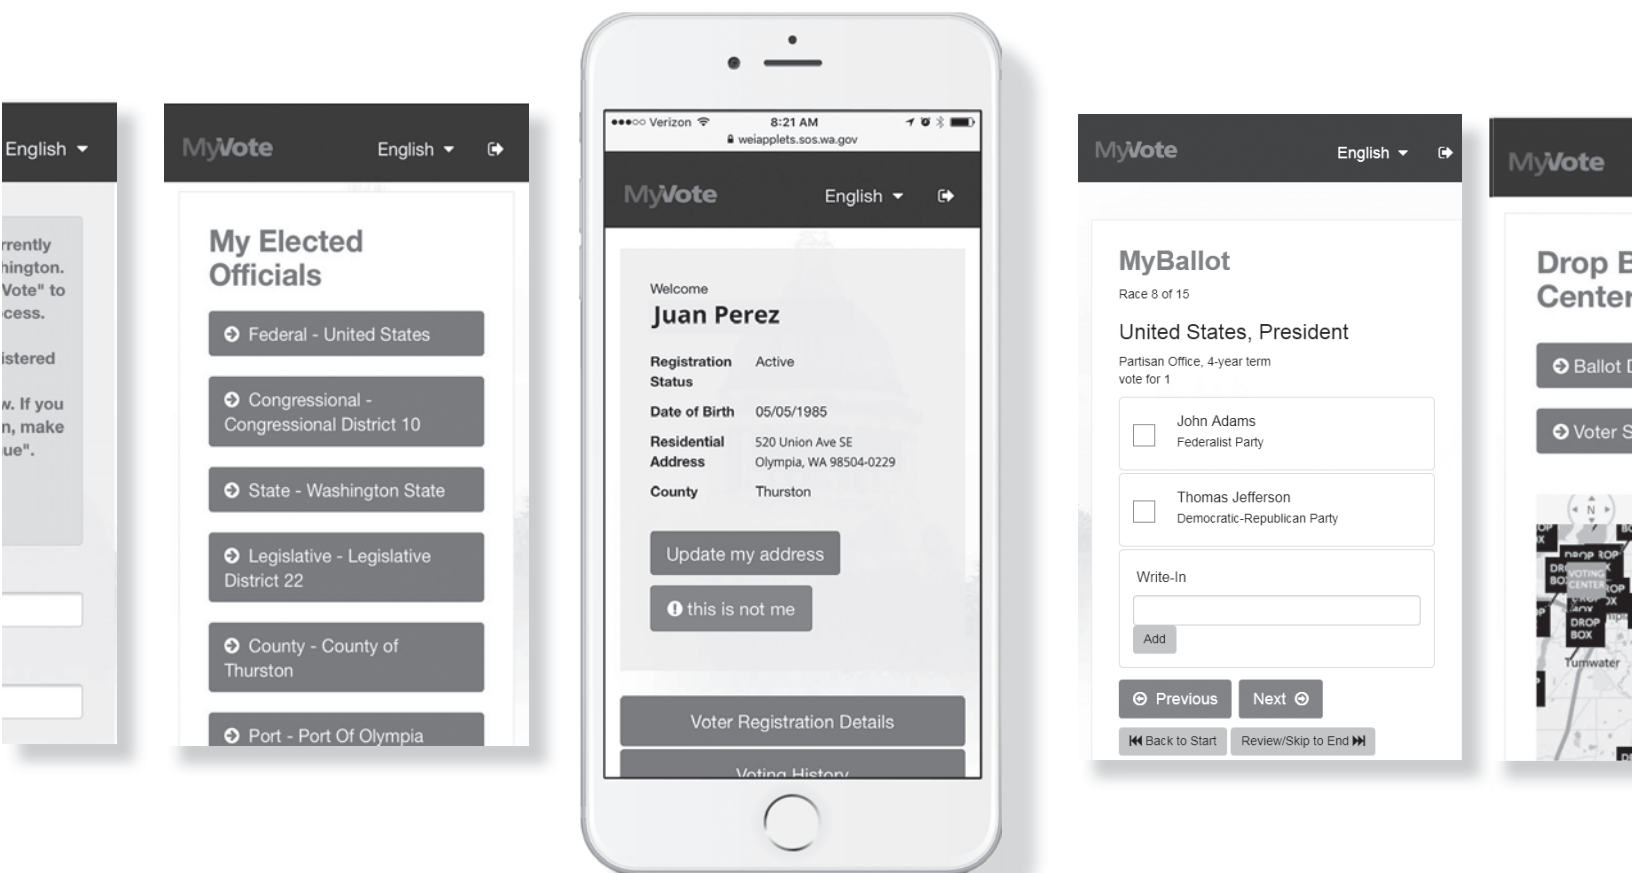 English
rrently
hington.
Vote" to
cess.
istered
w. If you
n, make
ue".
MyVote English
My Elected
Officials
Federal - United States
Congressional -
Congressional District 10
State - Washington State
Legislative - Legislative
District 22
County - County of
Thurston
Port - Port Of Olympia
Verizon 8:21 AM
weiapplets.sos.wa.gov
MyVote English
Welcome
Juan Perez
Registration Active
Status
Date of Birth 05/05/1985
Residential 520 Union Ave SE
Address Olympia, WA 98504-0229
County Thurston
Update my address
this is not me
Voter Registration Details
Voting History
MyVote English
MyBallot
Race 8 of 15
United States, President
Partisan Office, 4-year term
vote for 1
John Adams
Federalist Party
Thomas Jefferson
Democratic-Republican Party
Write-In
Add
Previous Next
Back to Start Review/Skip to End
MyVote
Drop B
Center
Ballot D
Voter S
N
DROP
VOTING
CENTER
DROP
BOX
Tumwater